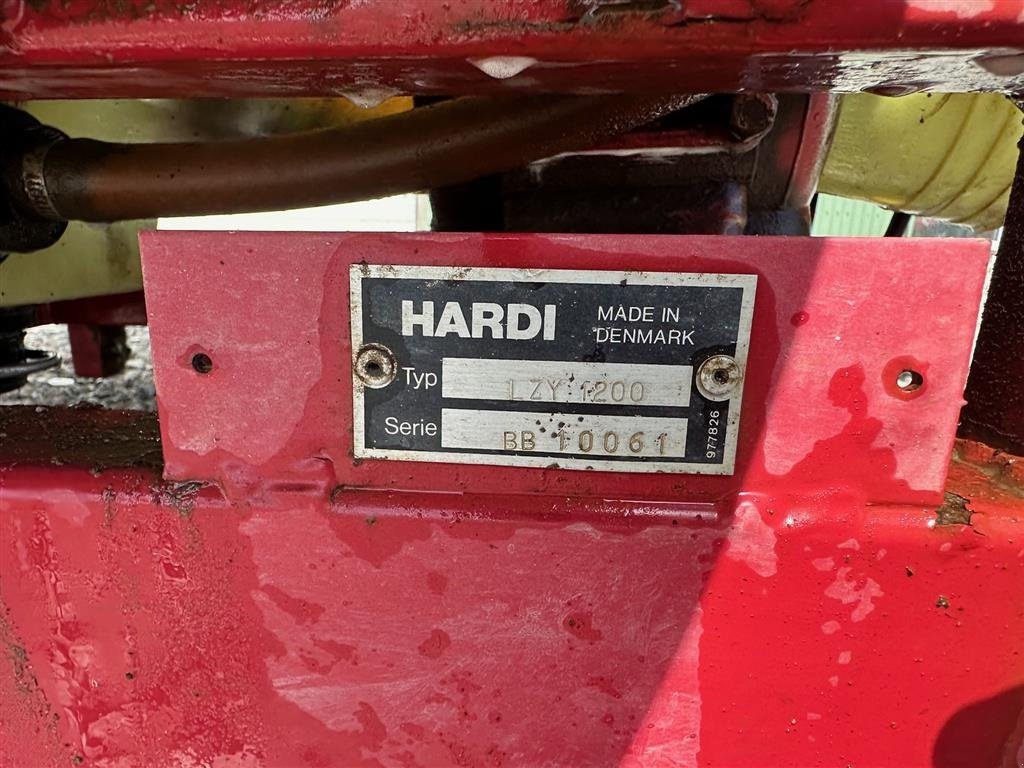 HARDI
MADE IN
DENMARK
Typ LZY 1200
Serie BB 10061
977826